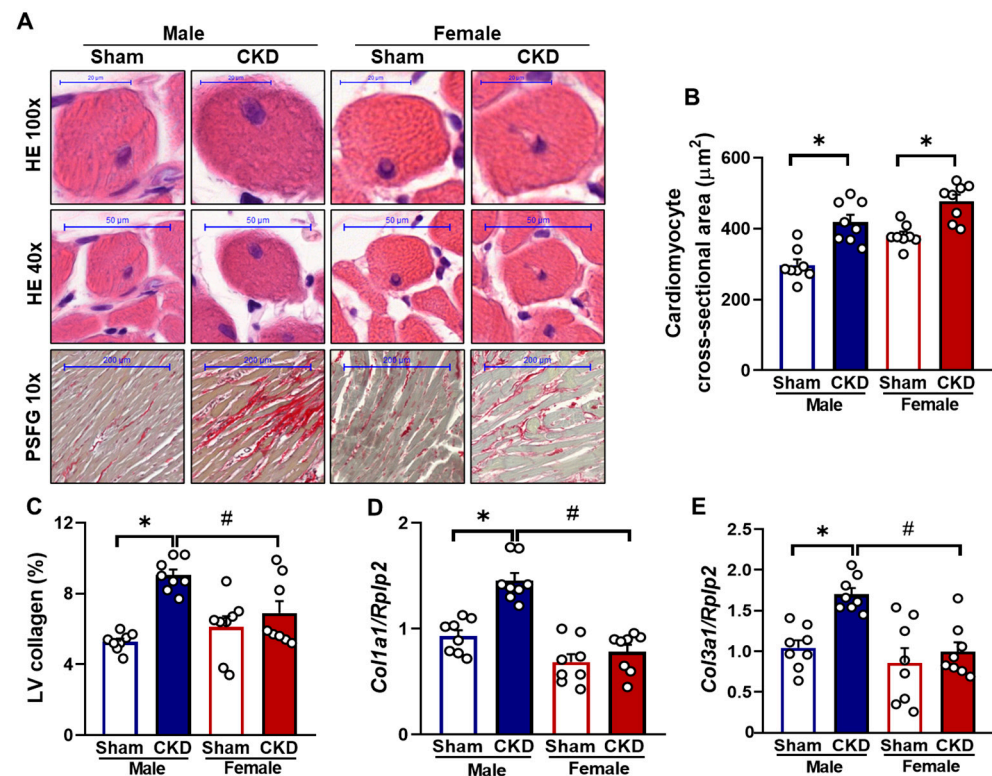 A
Male
Female
Sham
CKD
Sham
CKD
HE 100x
20 µm
20 µm
20 µm
20 µm
HE 40x
50 µm
50 µm
50 µm
50 µm
PSFG 10x
200 µm
200 µm
200 µm
200 µm
B
Cardiomyocyte
cross-sectional area (µm²)
600
400
200
0
*
*
Sham CKD Sham CKD
Male Female
C
LV collagen (%)
12
8
4
0
*
#
Sham CKD Sham CKD
Male Female
D
Col1a1/Rplp2
2
1
0
*
#
Sham CKD Sham CKD
Male Female
E
Col3a1/Rplp2
2.5
2.0
1.5
1.0
0.5
0.0
*
#
Sham CKD Sham CKD
Male Female